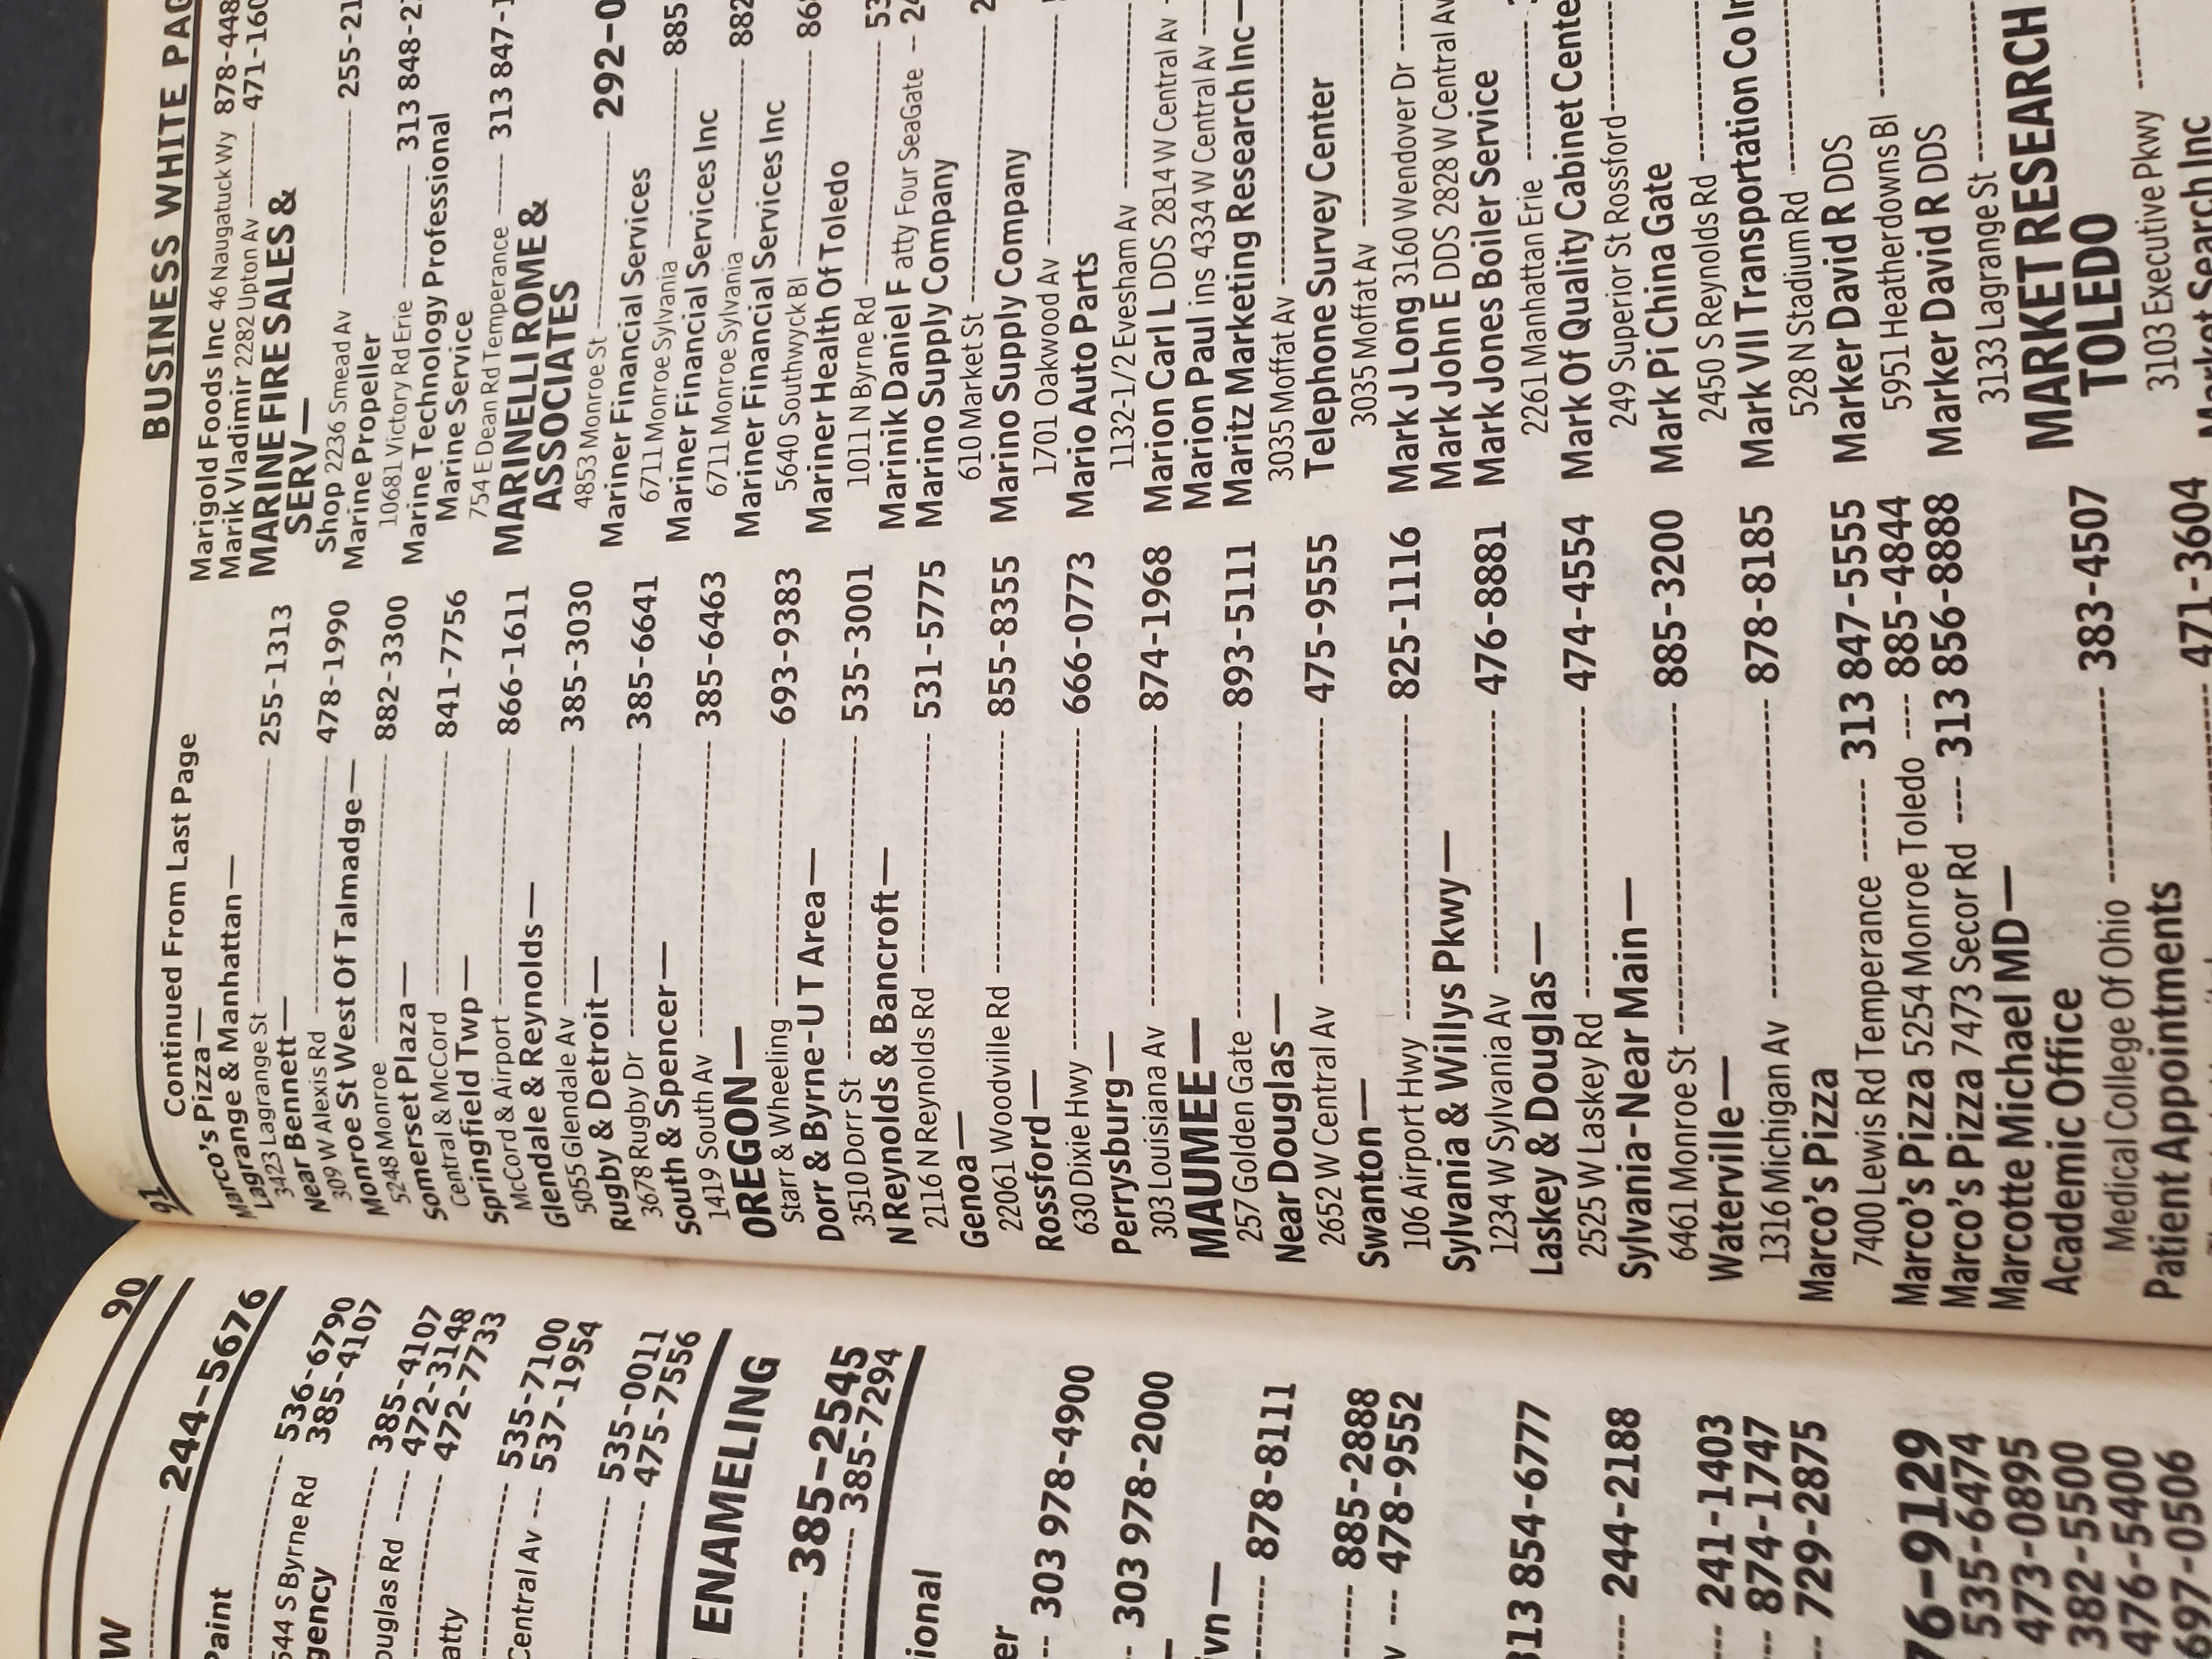 90
W
244-5676
Paint
544 S Byrne Rd 536-6790
gency 385-4107
385-4107
ouglas Rd 472-3148
atty 472-7733
535-7100
Central Av 537-1954
535-0011
475-7556
ENAMELING
385-2545
385-7294
ional
er
303 978-4900
303 978-2000
wn—
878-8111
885-2888
478-9552
313 854-6777
244-2188
241-1403
874-1747
729-2875
76-9129
535-6474
473-0895
382-5500
476-5400
697-0506
91
BUSINESS WHITE PAG
Continued From Last Page
Marco's Pizza—
Lagrange & Manhattan—
3423 Lagrange St 255-1313
Near Bennett—
309 W Alexis Rd 478-1990
Monroe St West Of Talmadge—
5248 Monroe 882-3300
Somerset Plaza—
Central & McCord 841-7756
Springfield Twp—
McCord & Airport 866-1611
Glendale & Reynolds—
5055 Glendale Av 385-3030
Rugby & Detroit—
3678 Rugby Dr 385-6641
South & Spencer—
1419 South Av 385-6463
OREGON—
Starr & Wheeling 693-9383
Dorr & Byrne-U T Area—
3510 Dorr St 535-3001
N Reynolds & Bancroft—
2116 N Reynolds Rd 531-5775
Genoa—
22061 Woodville Rd 855-8355
Rossford—
630 Dixie Hwy 666-0773
Perrysburg—
303 Louisiana Av 874-1968
MAUMEE—
257 Golden Gate 893-5111
Near Douglas—
2652 W Central Av 475-9555
Swanton—
106 Airport Hwy 825-1116
Sylvania & Willys Pkwy—
1234 W Sylvania Av 476-8881
Laskey & Douglas—
2525 W Laskey Rd 474-4554
Sylvania-Near Main—
6461 Monroe St 885-3200
Waterville—
1316 Michigan Av 878-8185
Marco's Pizza
7400 Lewis Rd Temperance 313 847-5555
Marco's Pizza 5254 Monroe Toledo 885-4844
Marco's Pizza 7473 Secor Rd 313 856-8888
Marcotte Michael MD—
Academic Office
Medical College Of Ohio 383-4507
Patient Appointments
471-3604
Marigold Foods Inc 46 Naugatuck Wy 878-448
Marik Vladimir 2282 Upton Av 471-160
MARINE FIRE SALES &
SERV—
Shop 2236 Smead Av 255-21
Marine Propeller
10681 Victory Rd Erie 313 848-2
Marine Technology Professional
Marine Service
754 E Dean Rd Temperance 313 847-1
MARINELLI ROME &
ASSOCIATES
4853 Monroe St 292-0
Mariner Financial Services
6711 Monroe Sylvania 885
Mariner Financial Services Inc
6711 Monroe Sylvania 882
Mariner Financial Services Inc
5640 Southwyck Bl 86
Mariner Health Of Toledo
1011 N Byrne Rd 53
Marinik Daniel F atty Four SeaGate 24
Marino Supply Company
610 Market St 2
Marino Supply Company
1701 Oakwood Av
Mario Auto Parts
1132-1/2 Evesham Av
Marion Carl L DDS 2814 W Central Av
Marion Paul ins 4334 W Central Av
Maritz Marketing Research Inc—
3035 Moffat Av
Telephone Survey Center
3035 Moffat Av
Mark J Long 3160 Wendover Dr
Mark John E DDS 2828 W Central Av
Mark Jones Boiler Service
2261 Manhattan Erie
Mark Of Quality Cabinet Cente
249 Superior St Rossford
Mark Pi China Gate
2450 S Reynolds Rd
Mark VII Transportation Co In
528 N Stadium Rd
Marker David R DDS
5951 Heatherdowns Bl
Marker David R DDS
3133 Lagrange St
MARKET RESEARCH
TOLEDO
3103 Executive Pkwy
Market Search Inc